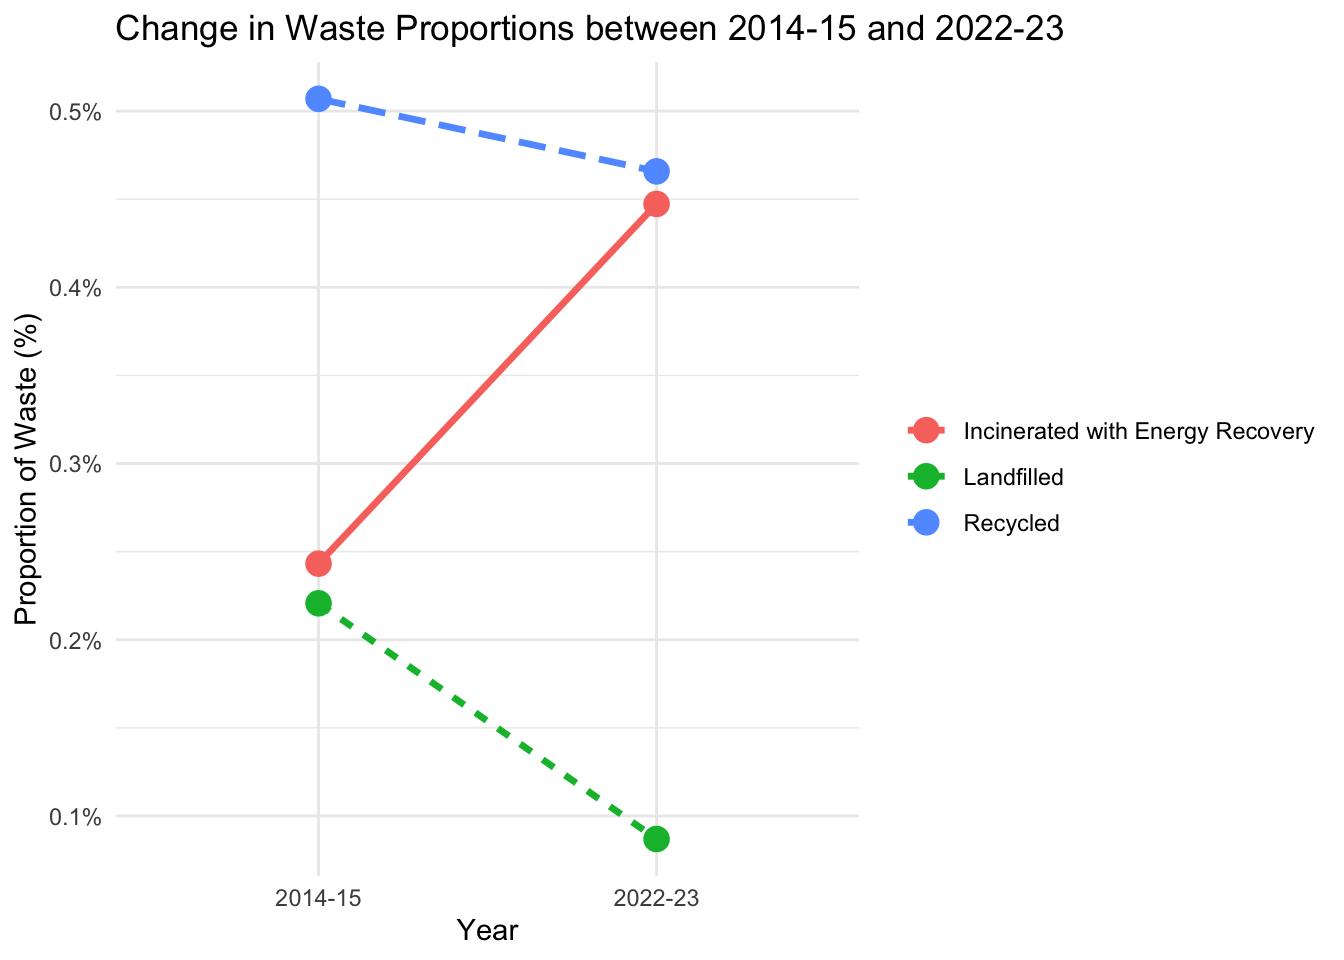 Change in Waste Proportions between 2014-15 and 2022-23
Proportion of Waste (%)
0.5%
0.4%
0.3%
0.2%
0.1%
2014-15
2022-23
Year
Incinerated with Energy Recovery
Landfilled
Recycled